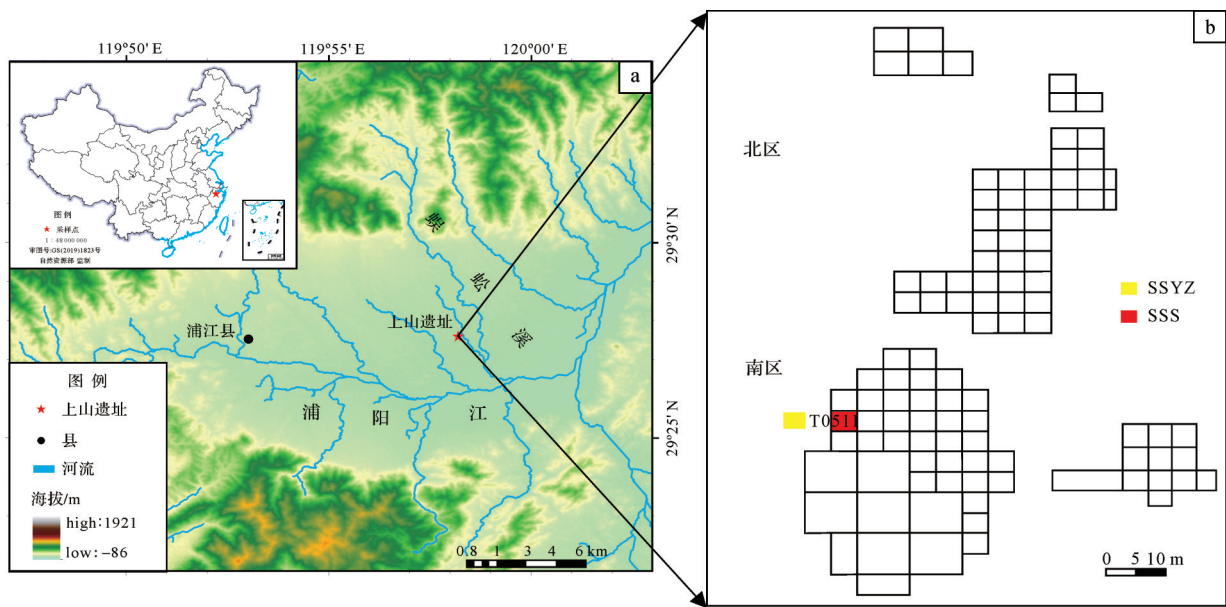 119°50′E
119°55′E
120°00′E
a
图 例
采样点
1∶48 000 000
审图号:GS(2019)1823号
自然资源部 监制
29°30′N
29°25′N
蜈
蚣
溪
上山遗址
浦江县
浦
阳
江
图 例
上山遗址
县
河流
海拔/m
high:1921
low:-86
0.8 1 3 4 6 km
b
北区
SSYZ
SSS
南区
T0511
0 5 10 m